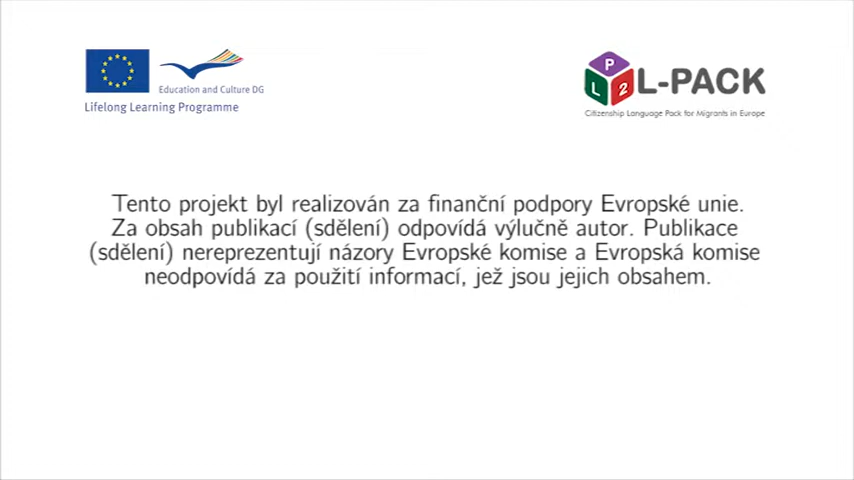 Education and Culture DG
Lifelong Learning Programme
P
L 2
L-PACK
Citizenship Language Pack for Migrants in Europe
Tento projekt byl realizován za finanční podpory Evropské unie.
Za obsah publikací (sdělení) odpovídá výlučně autor. Publikace
(sdělení) nereprezentují názory Evropské komise a Evropská komise
neodpovídá za použití informací, jež jsou jejich obsahem.